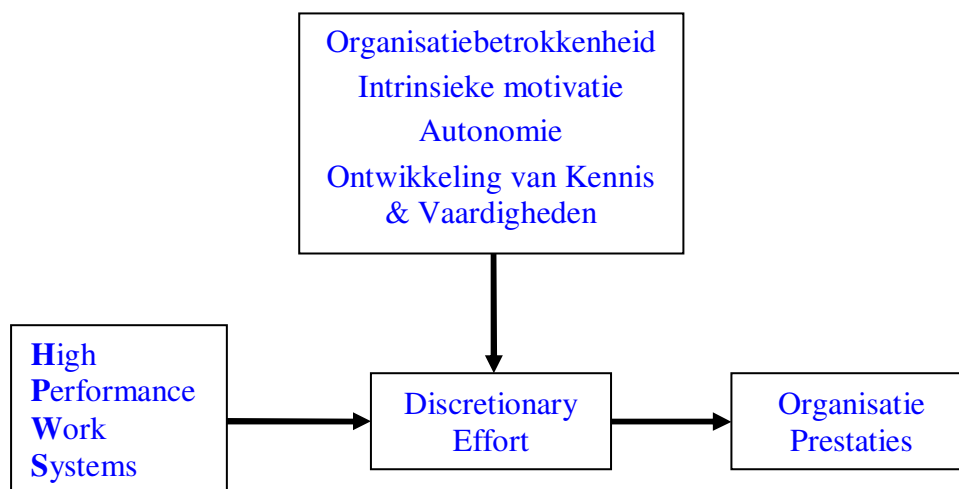 Organisatiebetrokkenheid
Intrinsieke motivatie
Autonomie
Ontwikkeling van Kennis
& Vaardigheden
High
Performance
Work
Systems
Discretionary
Effort
Organisatie
Prestaties